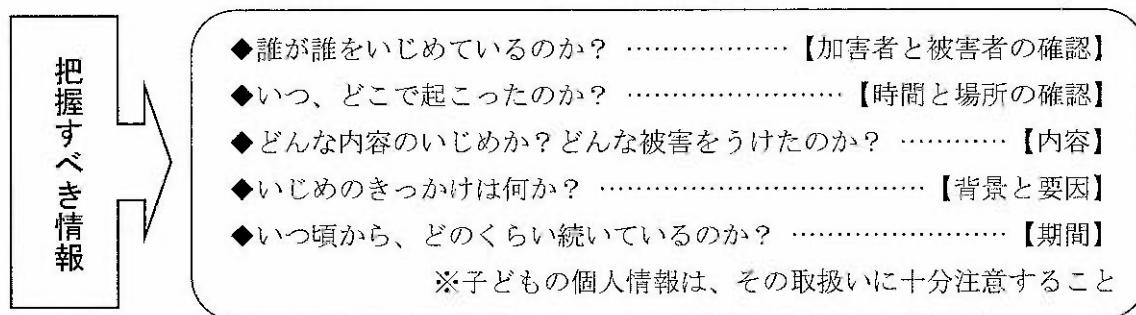 把握すべき情報
◆誰が誰をいじめているのか？ ………………【加害者と被害者の確認】
◆いつ、どこで起こったのか？ ……………………【時間と場所の確認】
◆どんな内容のいじめか？どんな被害をうけたのか？ …………【内容】
◆いじめのきっかけは何か？ ……………………………【背景と要因】
◆いつ頃から、どのくらい続いているのか？ ……………………【期間】
※子どもの個人情報は、その取扱いに十分注意すること